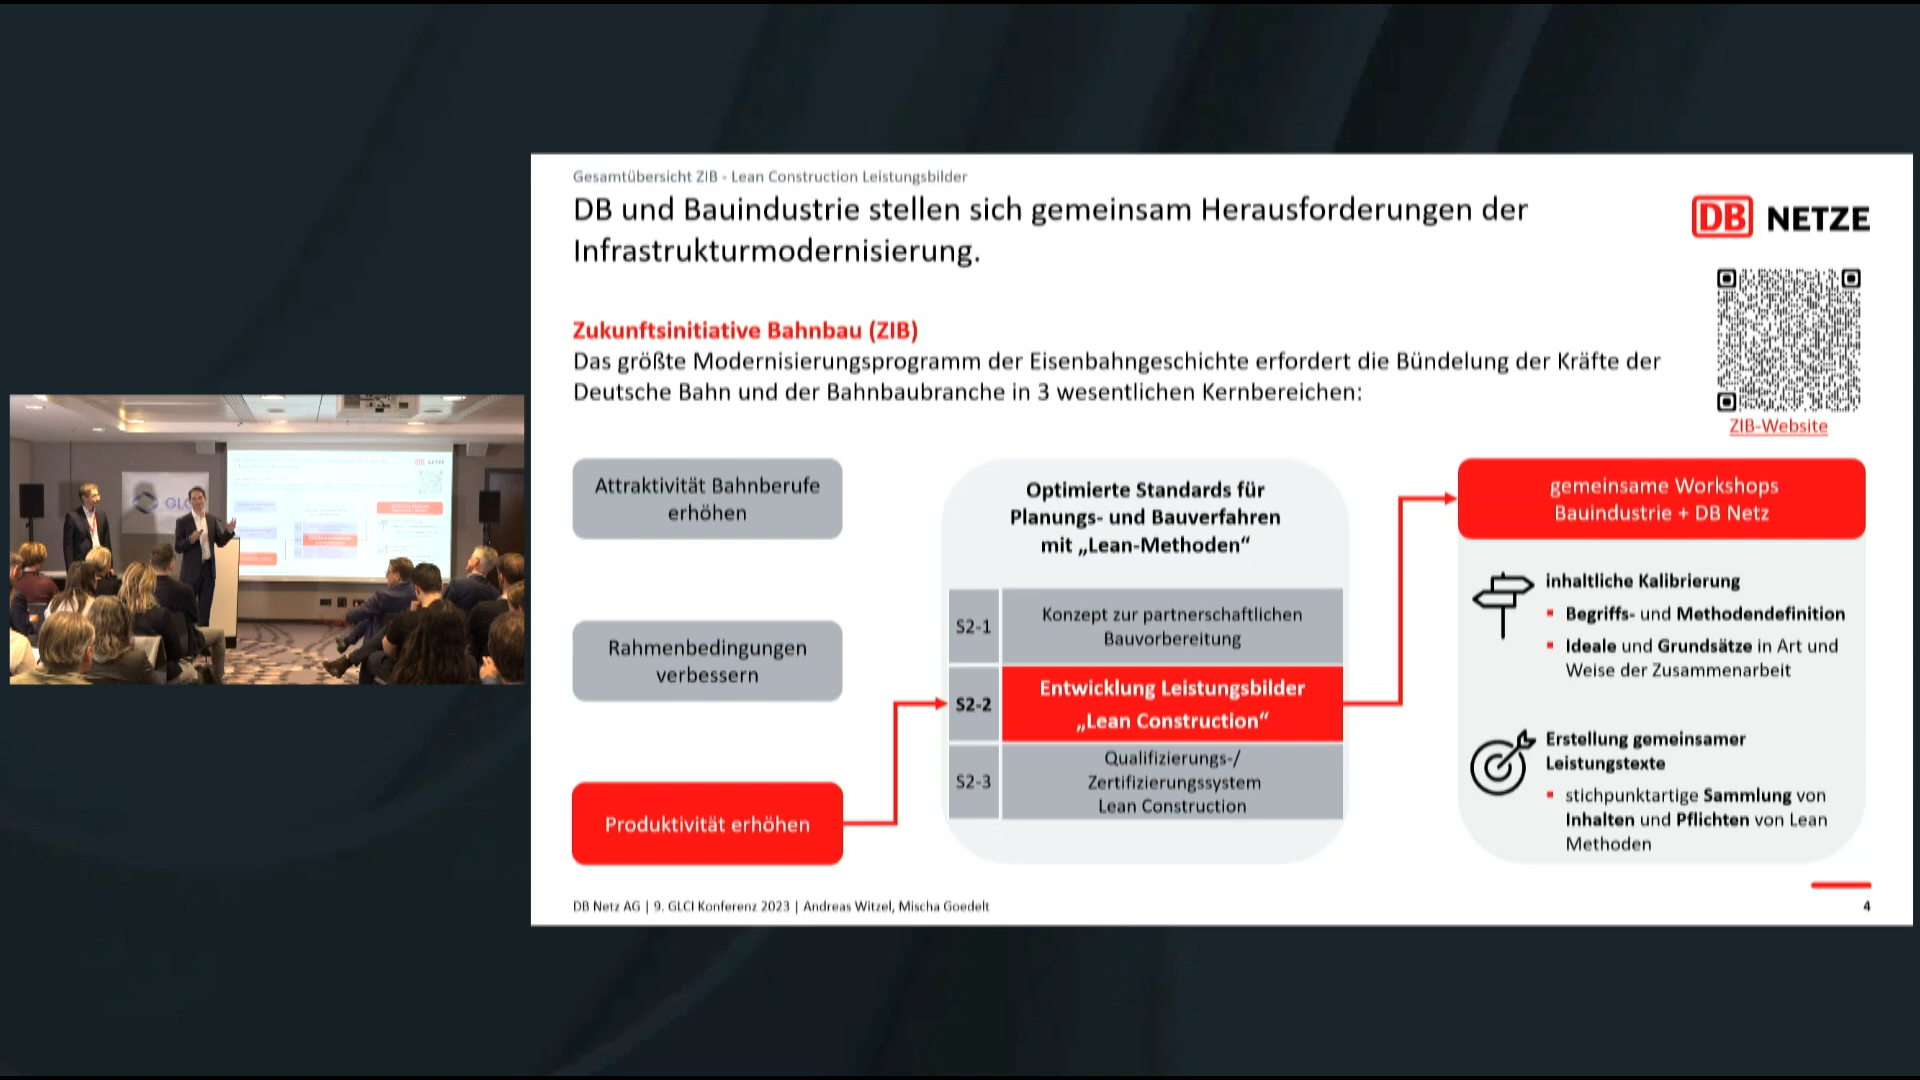 Gesamtübersicht ZIB - Lean Construction Leistungsbilder
DB und Bauindustrie stellen sich gemeinsam Herausforderungen der
Infrastrukturmodernisierung.
DB NETZE
Zukunftsinitiative Bahnbau (ZIB)
Das größte Modernisierungsprogramm der Eisenbahngeschichte erfordert die Bündelung der Kräfte der
Deutsche Bahn und der Bahnbaubranche in 3 wesentlichen Kernbereichen:
ZIB-Website
Attraktivität Bahnberufe
erhöhen
Rahmenbedingungen
verbessern
Produktivität erhöhen
Optimierte Standards für
Planungs- und Bauverfahren
mit „Lean-Methoden“
S2-1
Konzept zur partnerschaftlichen
Bauvorbereitung
S2-2
Entwicklung Leistungsbilder
„Lean Construction“
S2-3
Qualifizierungs-/
Zertifizierungssystem
Lean Construction
gemeinsame Workshops
Bauindustrie + DB Netz
inhaltliche Kalibrierung
Begriffs- und Methodendefinition
Ideale und Grundsätze in Art und
Weise der Zusammenarbeit
Erstellung gemeinsamer
Leistungstexte
stichpunktartige Sammlung von
Inhalten und Pflichten von Lean
Methoden
DB Netz AG | 9. GLCI Konferenz 2023 | Andreas Witzel, Mischa Goedelt
4